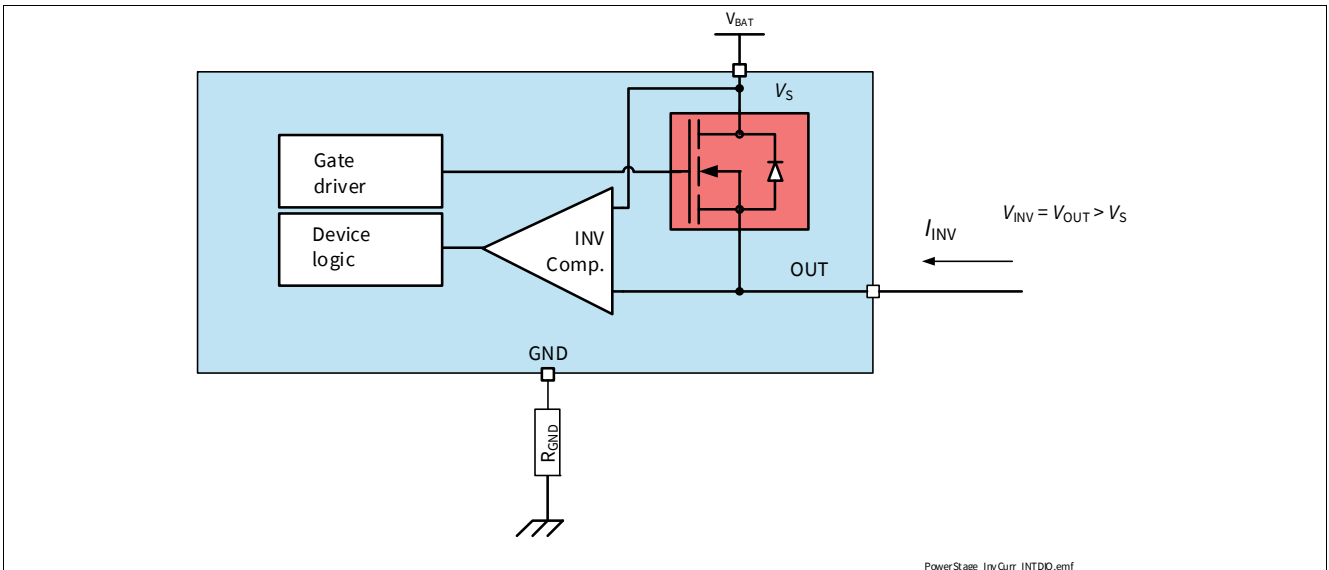 VBAT
VS
Gate
driver
Device
logic
INV
Comp.
OUT
IINV
VINV = VOUT > VS
GND
RGND
PowerStage_InvCurr_INTDIO.emf